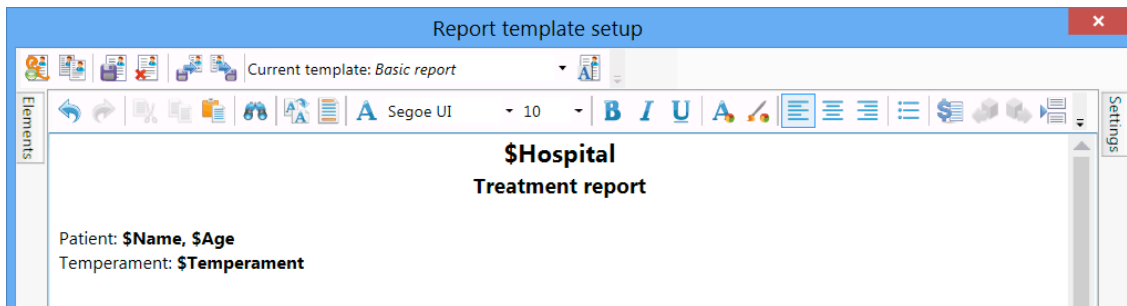 Report template setup
Current template: Basic report
Elements
Segoe UI
10
B I U
Settings
$Hospital
Treatment report
Patient: $Name, $Age
Temperament: $Temperament